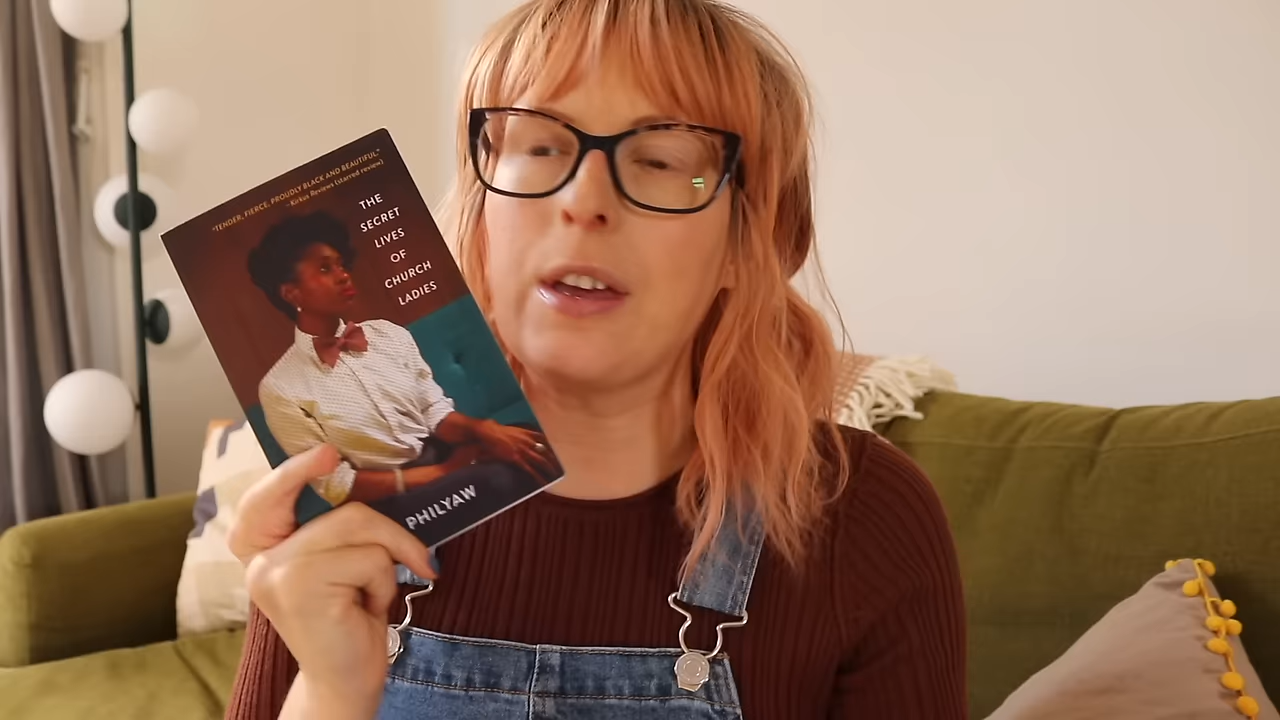 "TENDER, FIERCE, PROUDLY BLACK AND BEAUTIFUL."
—Kirkus Reviews (starred review)
THE
SECRET
LIVES
OF
CHURCH
LADIES
PHILYAW